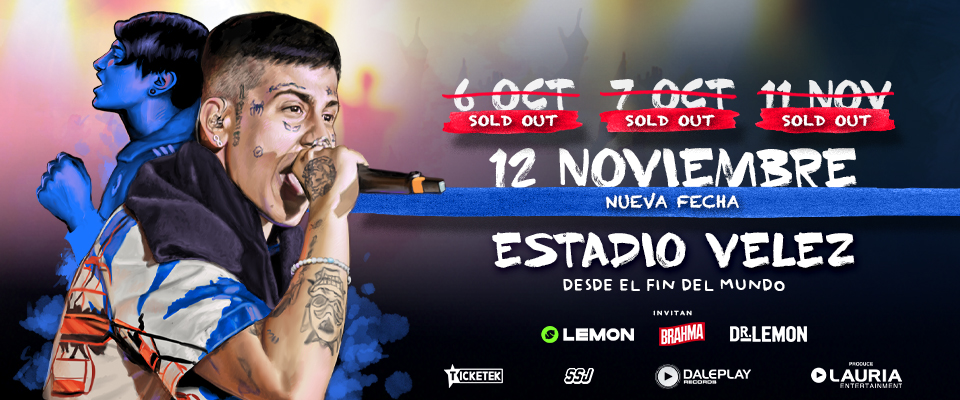 6 OCT 7 OCT 11 NOV
SOLD OUT SOLD OUT SOLD OUT
12 NOVIEMBRE
NUEVA FECHA
ESTADIO VELEZ
DESDE EL FIN DEL MUNDO
INVITAN
LEMON BRAHMA DR. LEMON
TICKETEK SSJ DALEPLAY RECORDS PRODUCE LAURIA ENTERTAINMENT